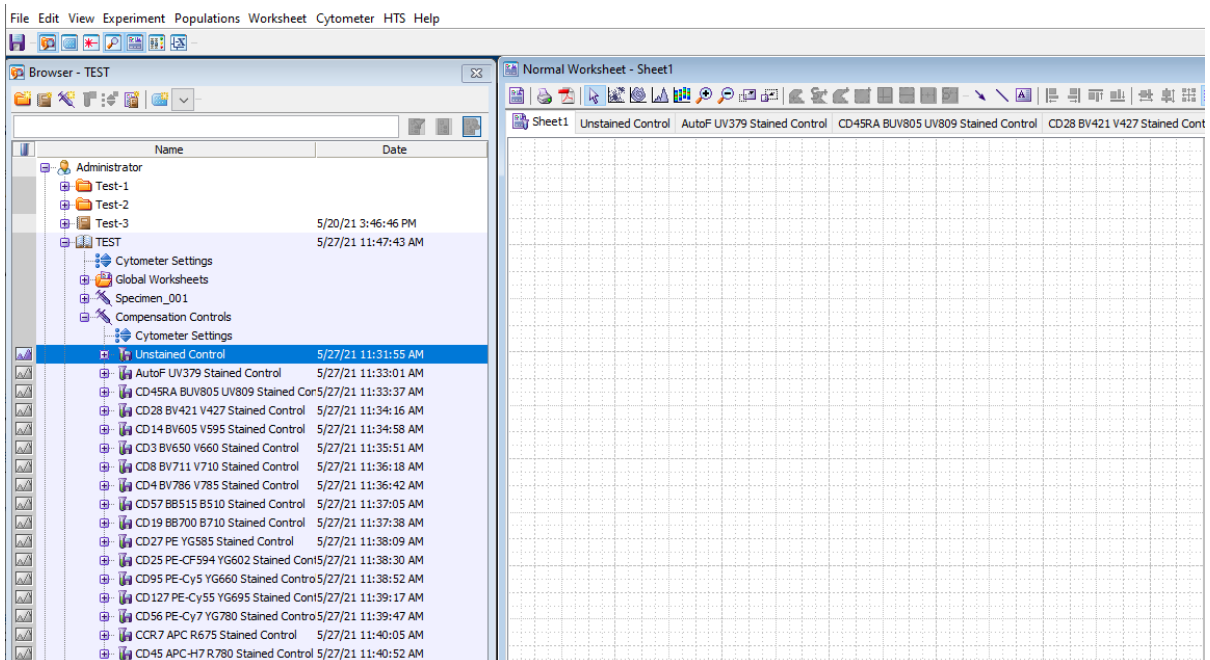 File Edit View Experiment Populations Worksheet Cytometer HTS Help
Browser - TEST
Name Date
Administrator
Test-1
Test-2
Test-3 5/20/21 3:46:46 PM
TEST 5/27/21 11:47:43 AM
Cytometer Settings
Global Worksheets
Specimen_001
Compensation Controls
Cytometer Settings
Unstained Control 5/27/21 11:31:55 AM
AutoF UV379 Stained Control 5/27/21 11:33:01 AM
CD45RA BUV805 UV809 Stained Cor 5/27/21 11:33:37 AM
CD28 BV421 V427 Stained Control 5/27/21 11:34:16 AM
CD14 BV605 V595 Stained Control 5/27/21 11:34:58 AM
CD3 BV650 V660 Stained Control 5/27/21 11:35:51 AM
CD8 BV711 V710 Stained Control 5/27/21 11:36:18 AM
CD4 BV786 V785 Stained Control 5/27/21 11:36:42 AM
CD57 BB515 B510 Stained Control 5/27/21 11:37:05 AM
CD19 BB700 B710 Stained Control 5/27/21 11:37:38 AM
CD27 PE YG585 Stained Control 5/27/21 11:38:09 AM
CD25 PE-CF594 YG602 Stained Cont 5/27/21 11:38:30 AM
CD95 PE-Cy5 YG660 Stained Contro 5/27/21 11:38:52 AM
CD127 PE-Cy55 YG695 Stained Cont 5/27/21 11:39:17 AM
CD56 PE-Cy7 YG780 Stained Contro 5/27/21 11:39:47 AM
CCR7 APC R675 Stained Control 5/27/21 11:40:05 AM
CD45 APC-H7 R780 Stained Control 5/27/21 11:40:52 AM
Normal Worksheet - Sheet1
Sheet1 Unstained Control AutoF UV379 Stained Control CD45RA BUV805 UV809 Stained Control CD28 BV421 V427 Stained Cont